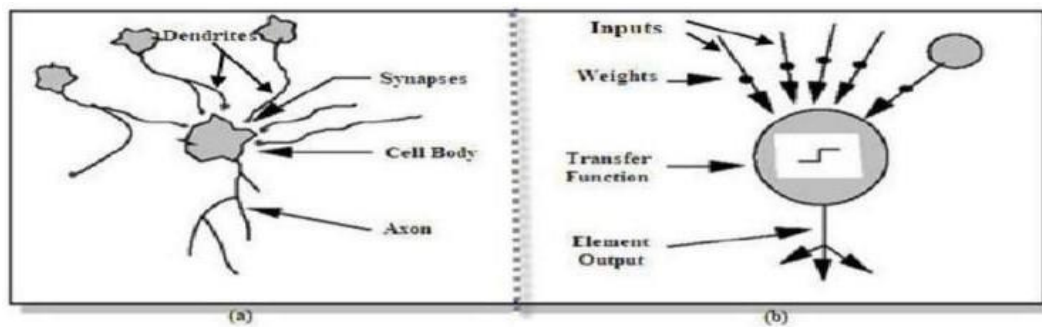 Dendrites
Synapses
Cell Body
Axon
(a)
Inputs
Weights
Transfer
Function
Element
Output
(b)